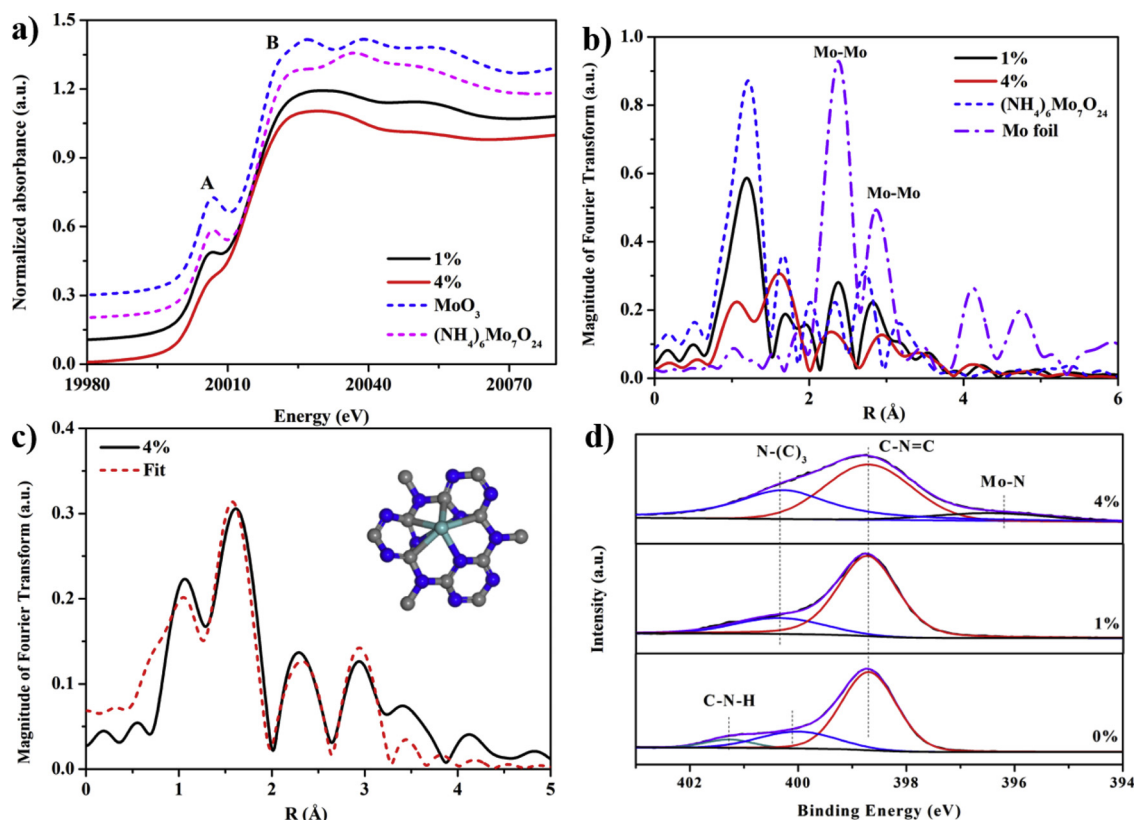 a)
1.5
1.2
0.9
0.6
0.3
0.0
Normalized absorbance (a.u.)
A
B
1%
4%
MoO3
(NH4)6Mo7O24
19980 20010 20040 20070
Energy (eV)
b)
1.0
0.8
0.6
0.4
0.2
0.0
Magnitude of Fourier Transform (a.u.)
Mo-Mo
Mo-Mo
1%
4%
(NH4)6Mo7O24
Mo foil
0 2 4 6
R (Å)
c)
0.4
0.3
0.2
0.1
0.0
Magnitude of Fourier Transform (a.u.)
4%
Fit
0 1 2 3 4 5
R (Å)
d)
Intensity (a.u.)
N-(C)3
C-N=C
Mo-N
4%
1%
C-N-H
0%
402 400 398 396 394
Binding Energy (eV)